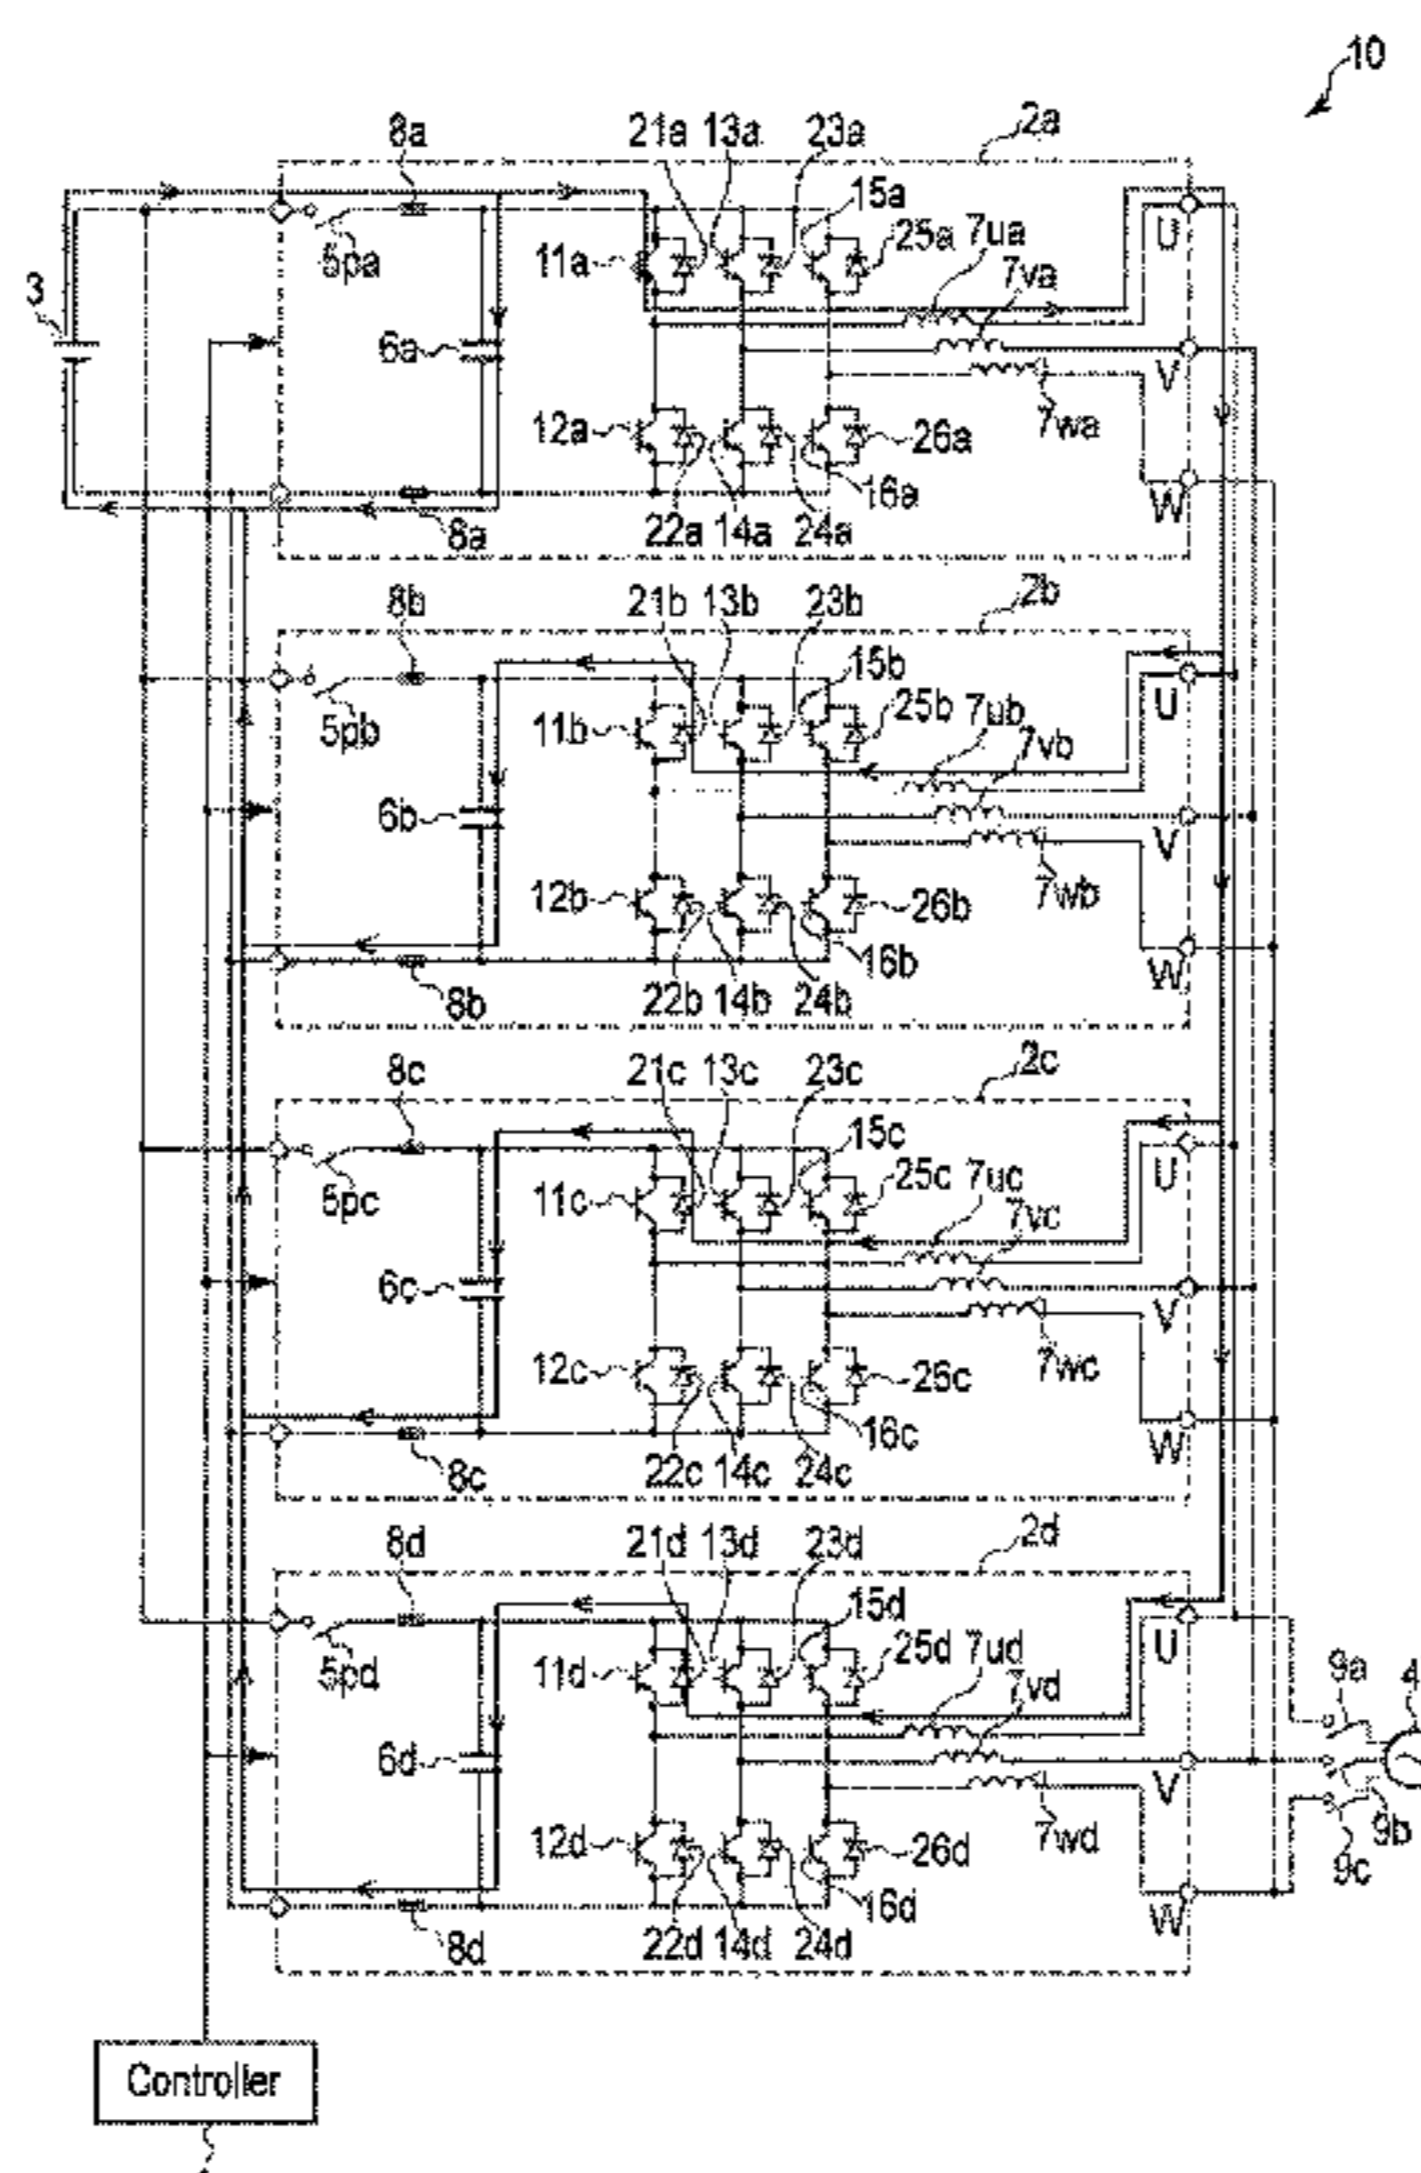 10
8a 21a 13a 23a 2a
15a
5pa 11a 25a 7ua U
7va
3
6a V
12a 26a 7wa
16a W
8a 22a 14a 24a
8b 21b 13b 23b 2b
15b
5pb 11b 25b 7ub U
7vb
6b V
12b 26b 7wb
16b W
8b 22b 14b 24b
8c 21c 13c 23c 2c
15c
5pc 11c 25c 7uc U
7vc
6c V
12c 26c 7wc
16c W
8c 22c 14c 24c
8d 21d 13d 23d 2d
15d
5pd 11d 25d 7ud U
7vd 9a 4
6d V
12d 26d 7wd 9b
9c
16d W
8d 22d 14d 24d
Controller